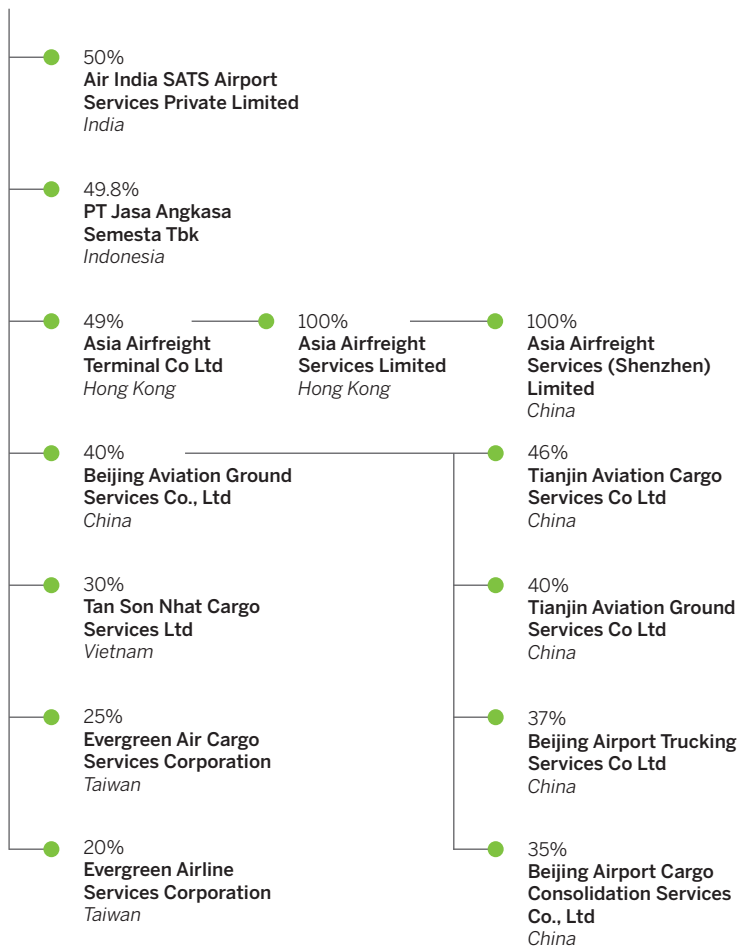 50%
Air India SATS Airport
Services Private Limited
India
49.8%
PT Jasa Angkasa
Semesta Tbk
Indonesia
49%
Asia Airfreight
Terminal Co Ltd
Hong Kong
100%
Asia Airfreight
Services Limited
Hong Kong
100%
Asia Airfreight
Services (Shenzhen)
Limited
China
40%
Beijing Aviation Ground
Services Co., Ltd
China
46%
Tianjin Aviation Cargo
Services Co Ltd
China
30%
Tan Son Nhat Cargo
Services Ltd
Vietnam
40%
Tianjin Aviation Ground
Services Co Ltd
China
25%
Evergreen Air Cargo
Services Corporation
Taiwan
37%
Beijing Airport Trucking
Services Co Ltd
China
20%
Evergreen Airline
Services Corporation
Taiwan
35%
Beijing Airport Cargo
Consolidation Services
Co., Ltd
China